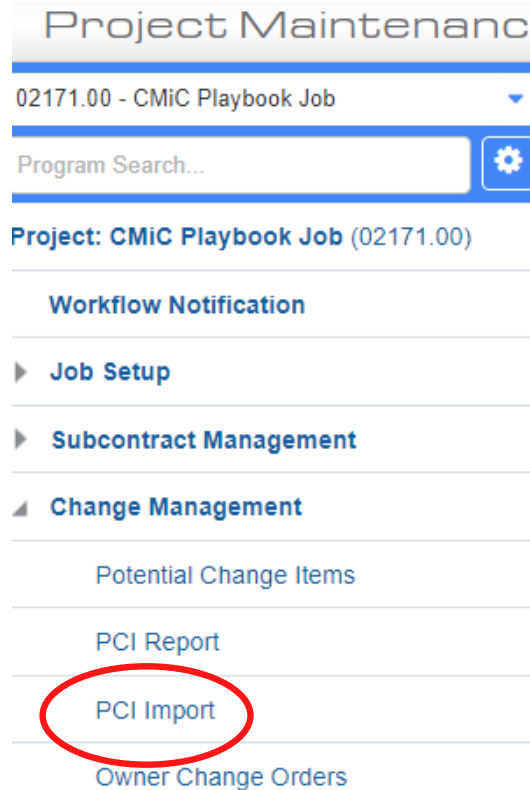 Project Maintenanc
02171.00 - CMiC Playbook Job
Program Search...
Project: CMiC Playbook Job (02171.00)
Workflow Notification
Job Setup
Subcontract Management
Change Management
Potential Change Items
PCI Report
PCI Import
Owner Change Orders